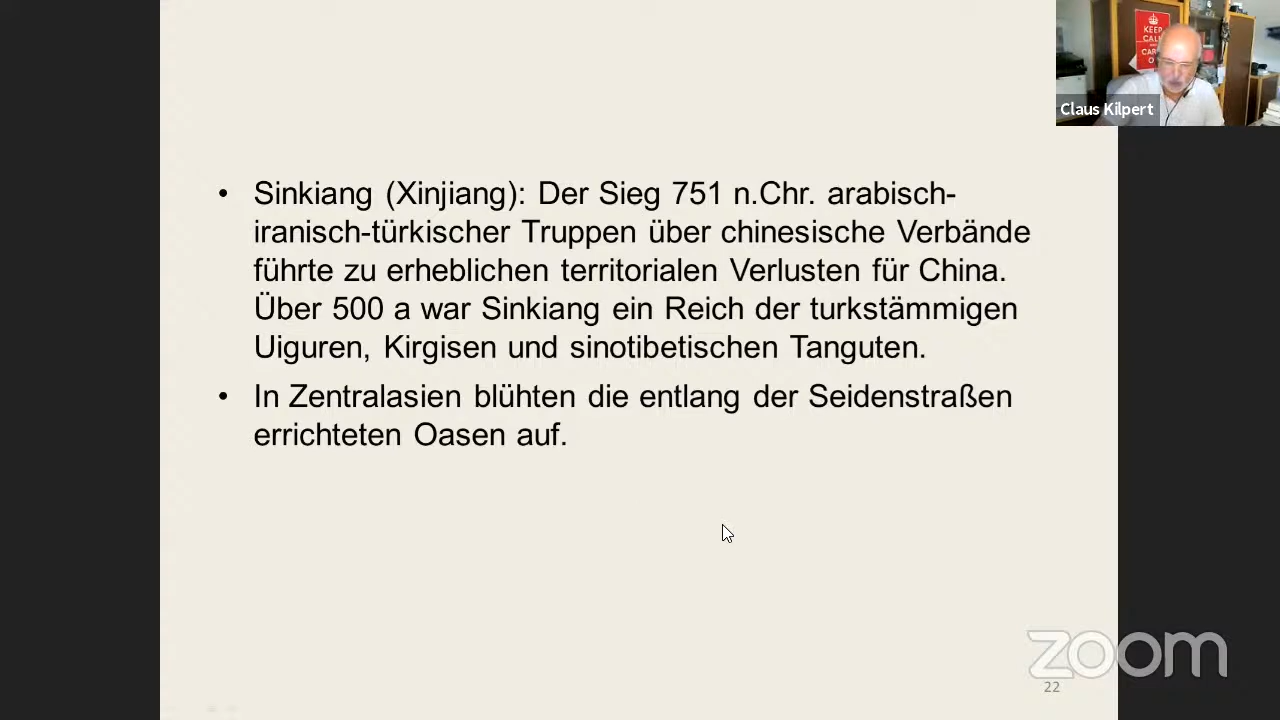 KEEP
CALM
Claus Kilpert
• Sinkiang (Xinjiang): Der Sieg 751 n.Chr. arabisch-
iranisch-türkischer Truppen über chinesische Verbände
führte zu erheblichen territorialen Verlusten für China.
Über 500 a war Sinkiang ein Reich der turkstämmigen
Uiguren, Kirgisen und sinotibetischen Tanguten.
• In Zentralasien blühten die entlang der Seidenstraßen
errichteten Oasen auf.
zoom
22